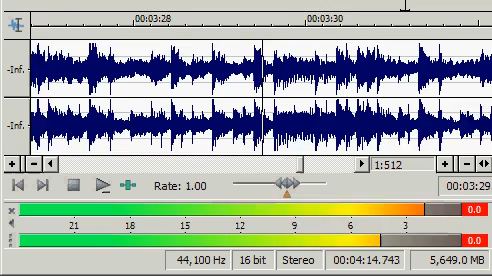 00:03:28 00:03:30
-Inf.
-Inf.
1:512
Rate: 1.00 00:03:29
0.0
21 18 15 12 9 6 3
0.0
44,100 Hz 16 bit Stereo 00:04:14.743 5,649.0 MB